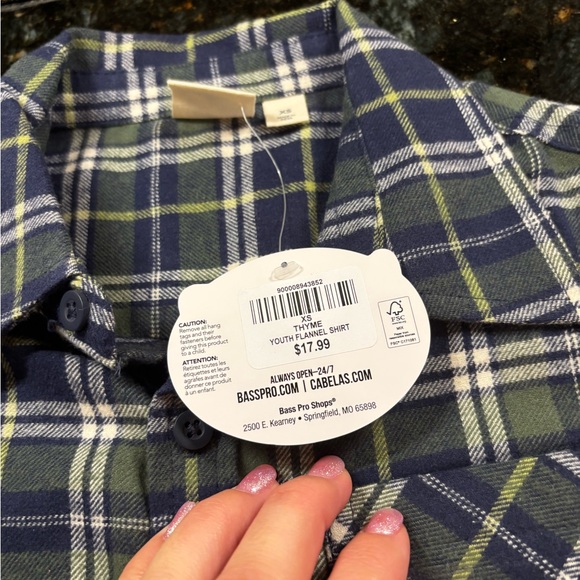 XS
900008943852
XS
THYME
YOUTH FLANNEL SHIRT
$17.99
CAUTION:
Remove all hang
tags and their
fasteners before
giving this product
to a child.
ATTENTION:
Retirez toutes les
étiquettes et leurs
agrafes avant de
donner ce produit
à un enfant.
FSC
MIX
ALWAYS OPEN—24/7
BASSPRO.COM | CABELAS.COM
Bass Pro Shops®
2500 E. Kearney • Springfield, MO 65898